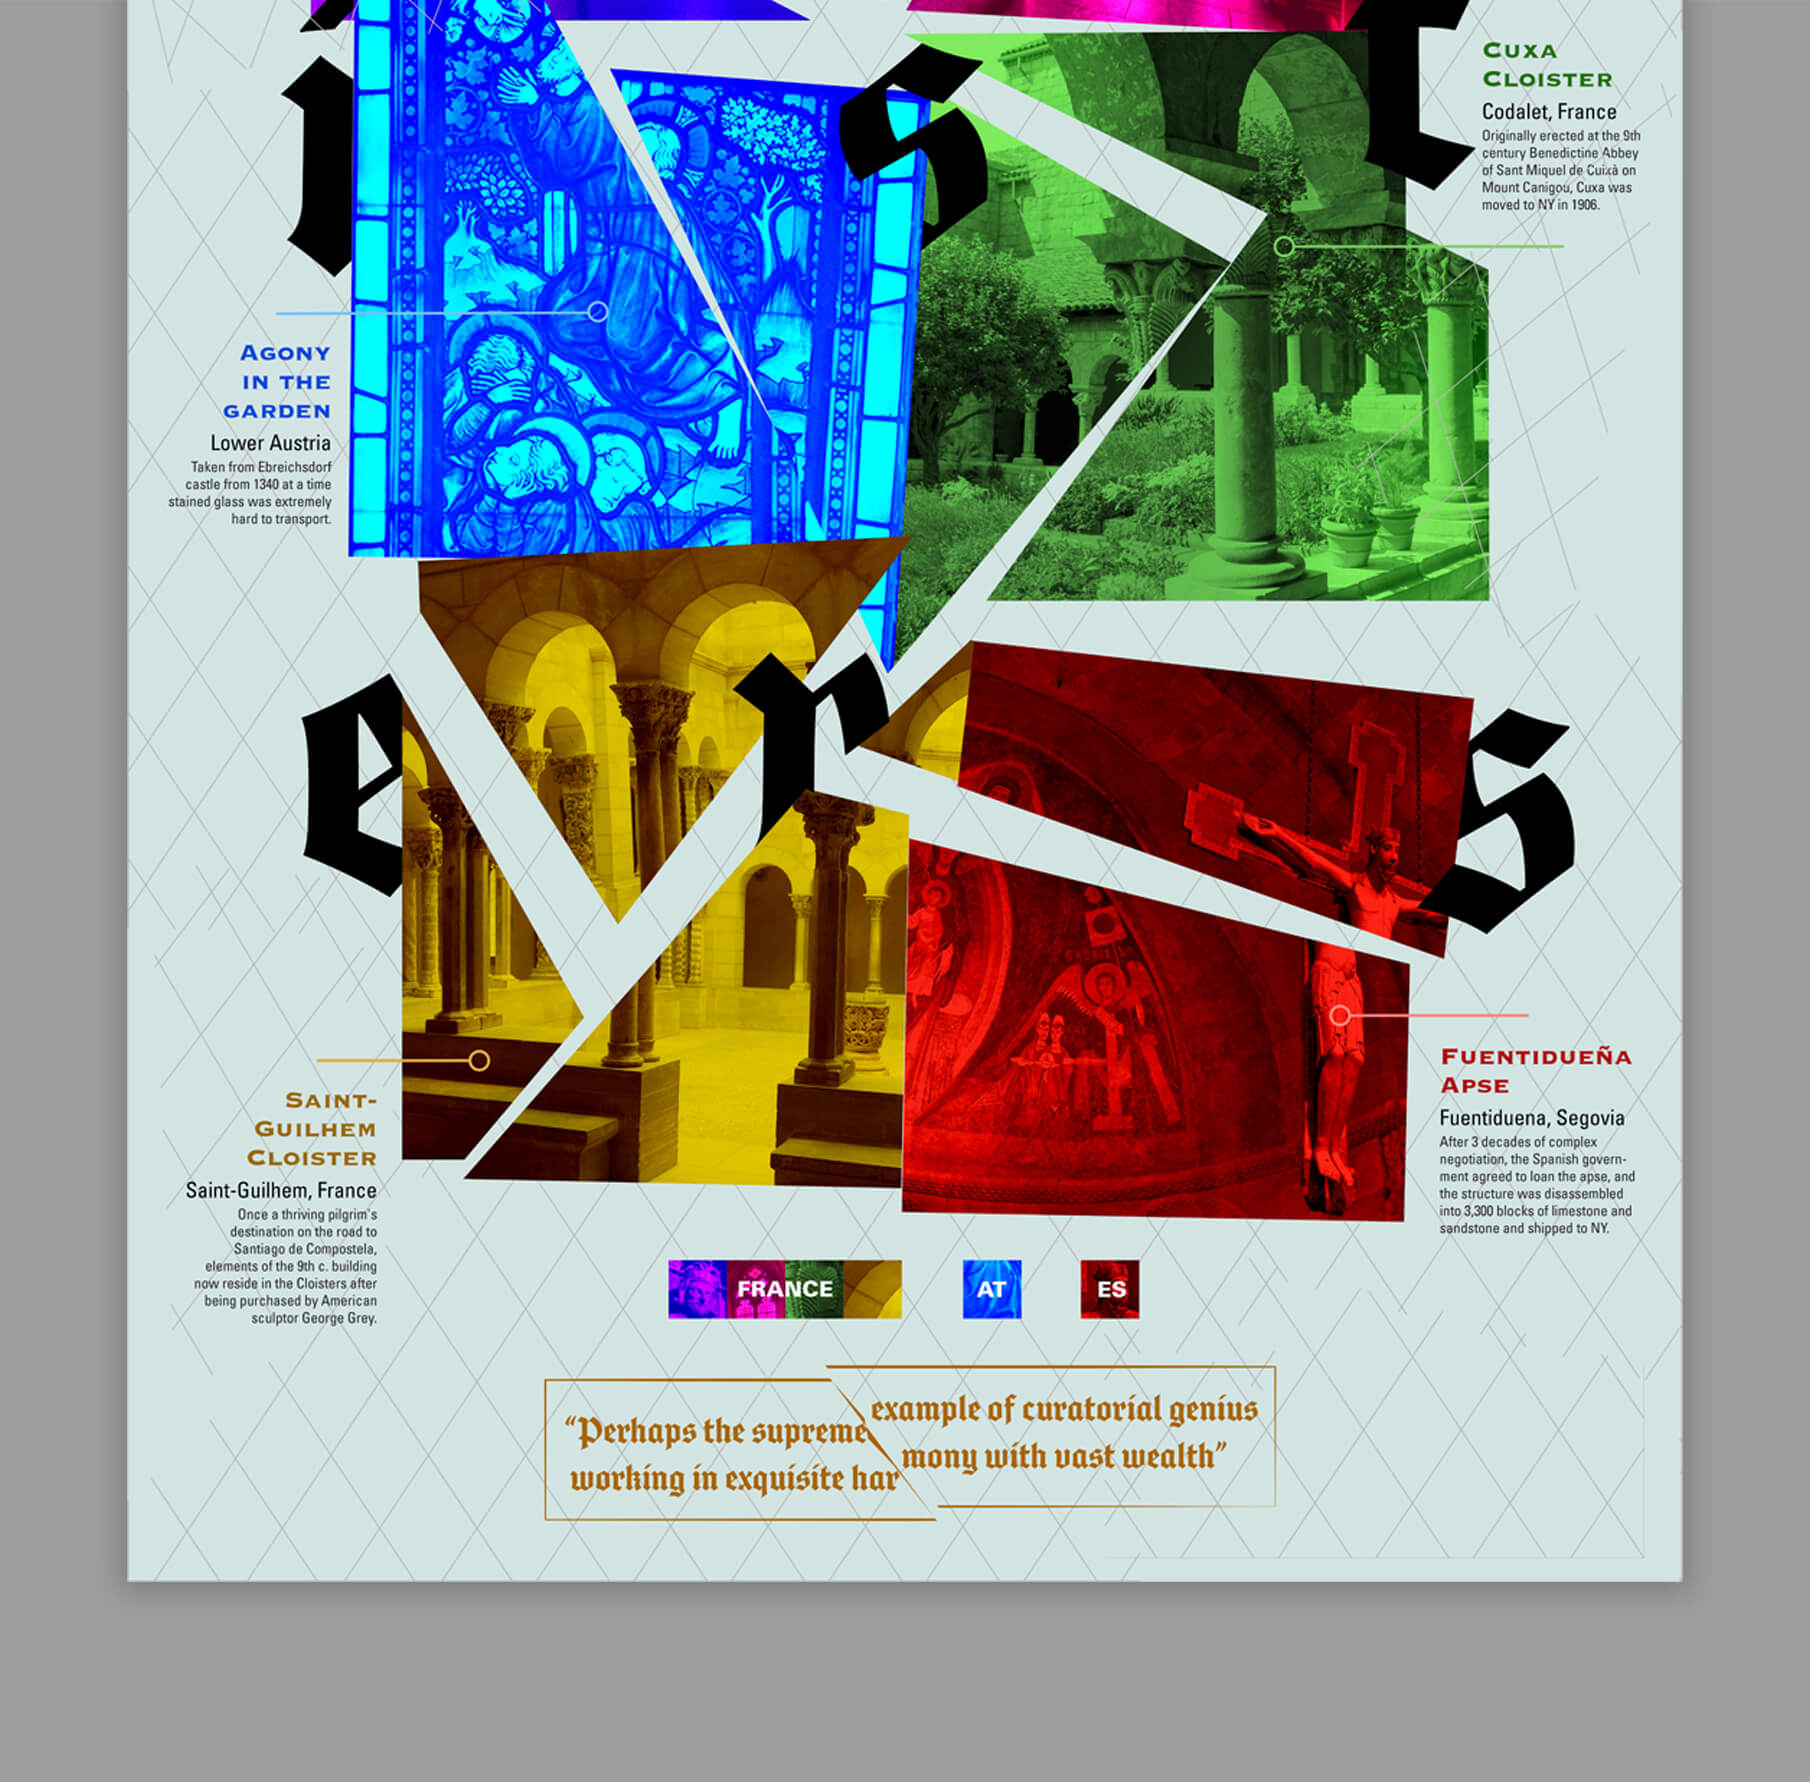 i s t
CUXA
CLOISTER
Codalet, France
Originally erected at the 9th
century Benedictine Abbey
of Sant Miquel de Cuixà on
Mount Canigou, Cuxa was
moved to NY in 1906.
AGONY
IN THE
GARDEN
Lower Austria
Taken from Ebreichsdorf
castle from 1340 at a time
stained glass was extremely
hard to transport.
e r s
SAINT-
GUILHEM
CLOISTER
Saint-Guilhem, France
Once a thriving pilgrim's
destination on the road to
Santiago de Compostela,
elements of the 9th c. building
now reside in the Cloisters after
being purchased by American
sculptor George Grey.
FUENTIDUEÑA
APSE
Fuentiduena, Segovia
After 3 decades of complex
negotiation, the Spanish govern-
ment agreed to loan the apse, and
the structure was disassembled
into 3,300 blocks of limestone and
sandstone and shipped to NY.
FRANCE AT ES
“Perhaps the supreme example of curatorial genius
working in exquisite harmony with vast wealth”